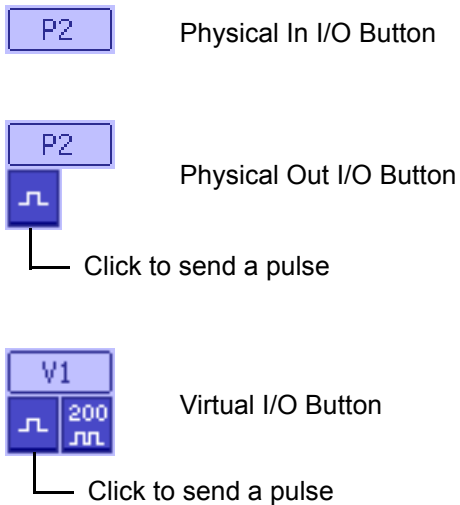 P2 Physical In I/O Button
P2
Physical Out I/O Button
Click to send a pulse
V1
Virtual I/O Button
200
Click to send a pulse